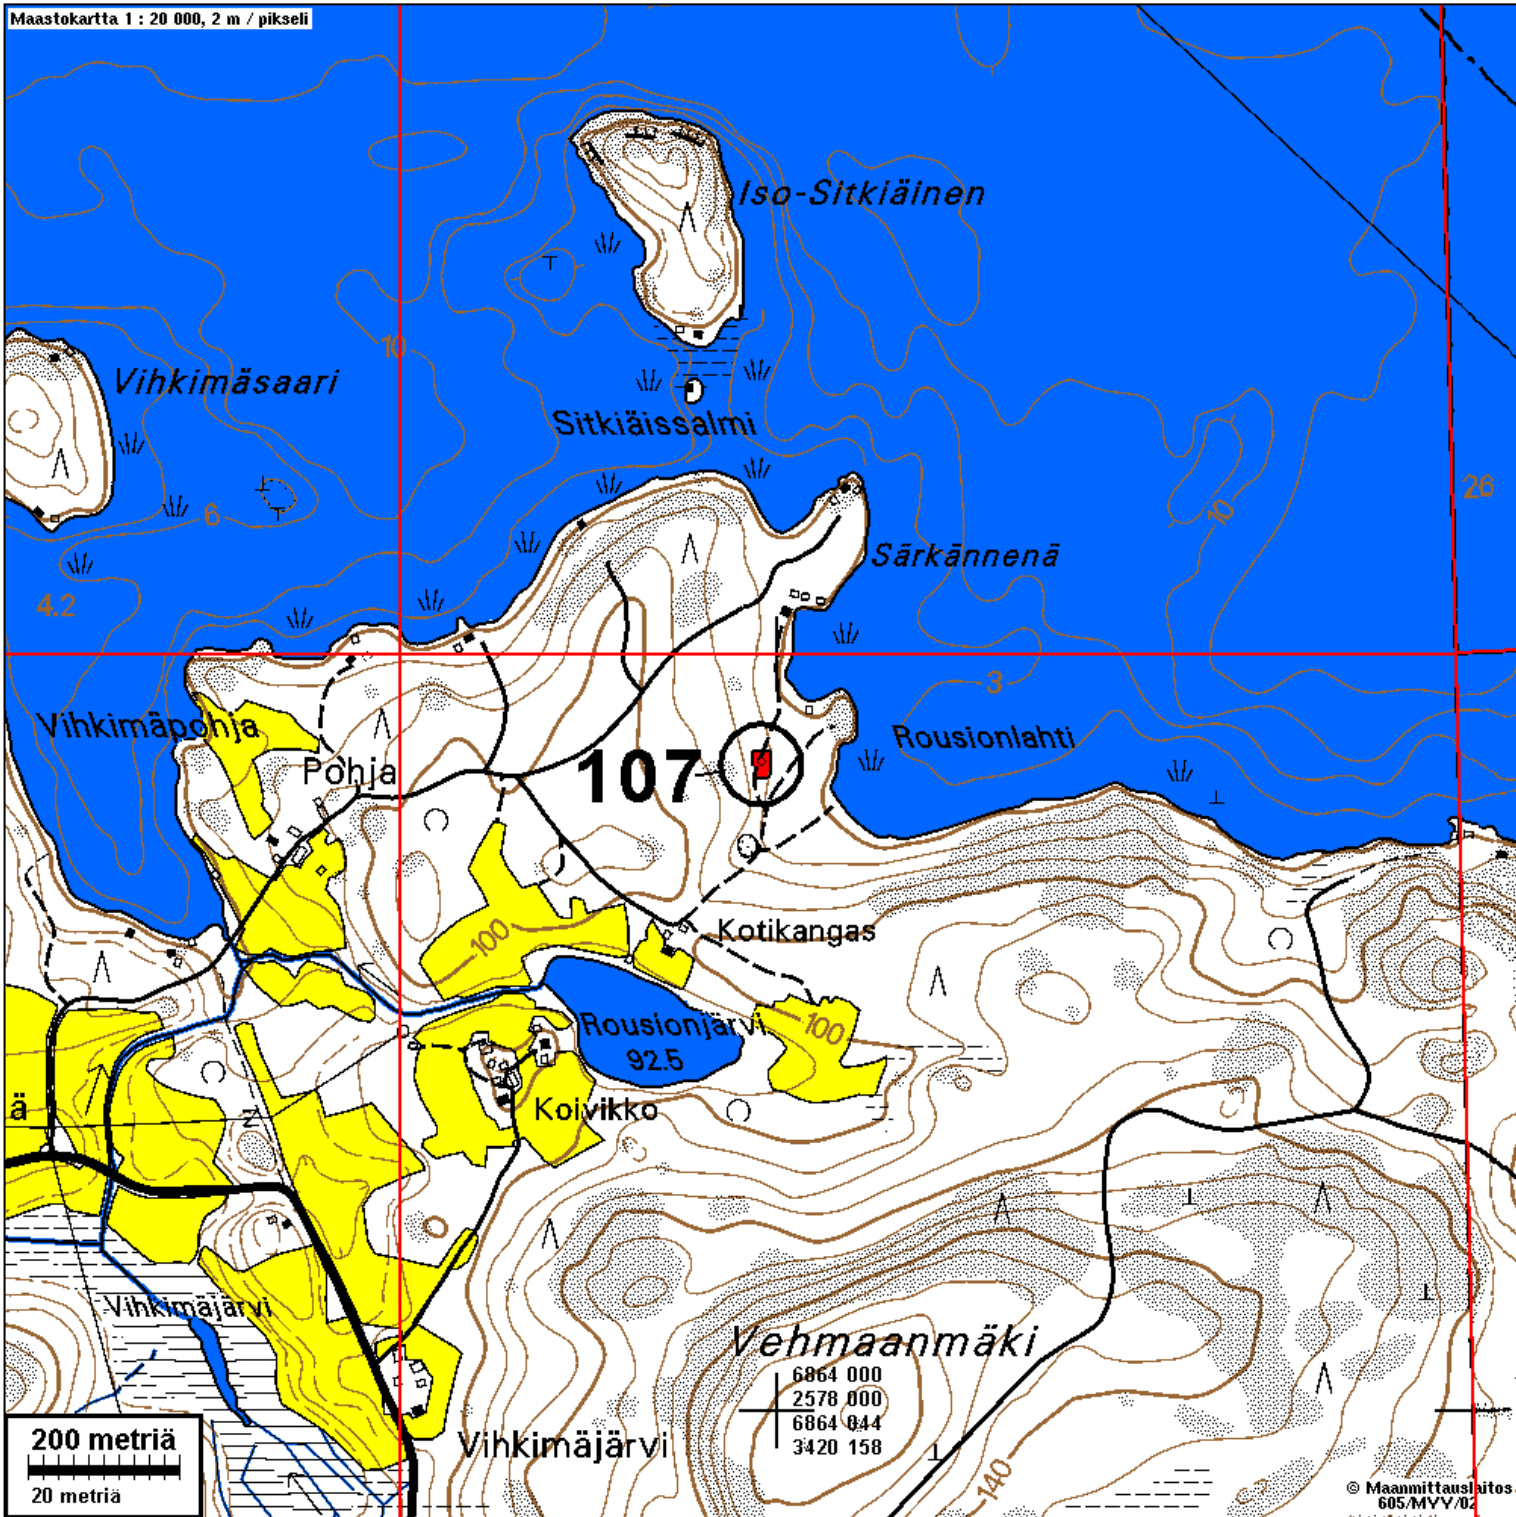 Maastokartta 1 : 20 000, 2 m / pikseli
Iso-Sitkiäinen
10
Vihkimäsaari
Sitkiäissalmi
26
10
6
Särkännenä
4.2
3
Vihkimäpohja
Rousionlahti
Pohja
107
Kotikangas
100
Rousionjärvi
100
92.5
ä
Koivikko
Z
Vihkimäjärvi
Vehmaanmäki
6864 000
2578 000
6864 044
3420 158
200 metriä
Vihkimäjärvi
140
20 metriä
© Maanmittauslaitos
605/MYY/02